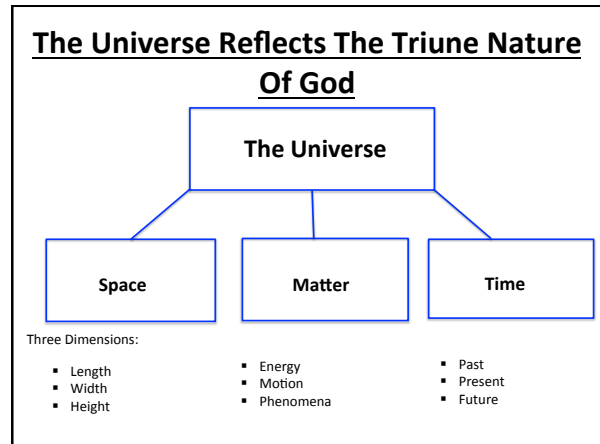 The Universe Reflects The Triune Nature
Of God
The Universe
Space
Matter
Time
Three Dimensions:
▪ Length
▪ Width
▪ Height
▪ Energy
▪ Motion
▪ Phenomena
▪ Past
▪ Present
▪ Future